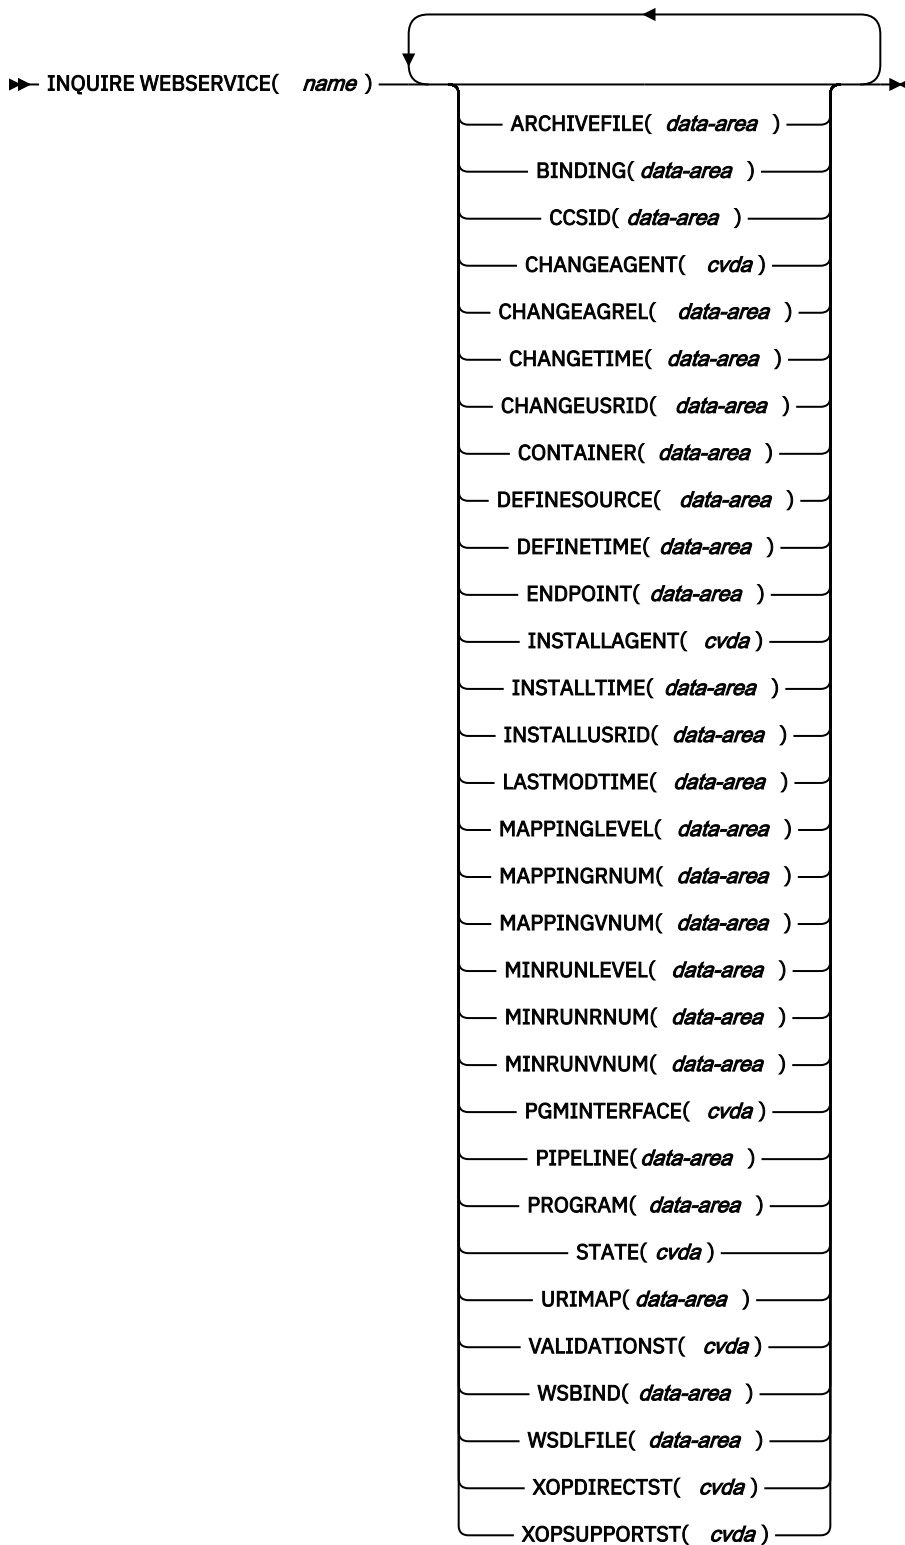 INQUIRE WEBSERVICE( name )
ARCHIVEFILE( data-area )
BINDING( data-area )
CCSID( data-area )
CHANGEAGENT( cvda )
CHANGEAGREL( data-area )
CHANGETIME( data-area )
CHANGEUSRID( data-area )
CONTAINER( data-area )
DEFINESOURCE( data-area )
DEFINETIME( data-area )
ENDPOINT( data-area )
INSTALLAGENT( cvda )
INSTALLTIME( data-area )
INSTALLUSRID( data-area )
LASTMODTIME( data-area )
MAPPINGLEVEL( data-area )
MAPPINGRNUM( data-area )
MAPPINGVNUM( data-area )
MINRUNLEVEL( data-area )
MINRUNRNUM( data-area )
MINRUNVNUM( data-area )
PGMINTERFACE( cvda )
PIPELINE( data-area )
PROGRAM( data-area )
STATE( cvda )
URIMAP( data-area )
VALIDATIONST( cvda )
WSBIND( data-area )
WSDLFILE( data-area )
XOPDIRECTST( cvda )
XOPSUPPORTST( cvda )